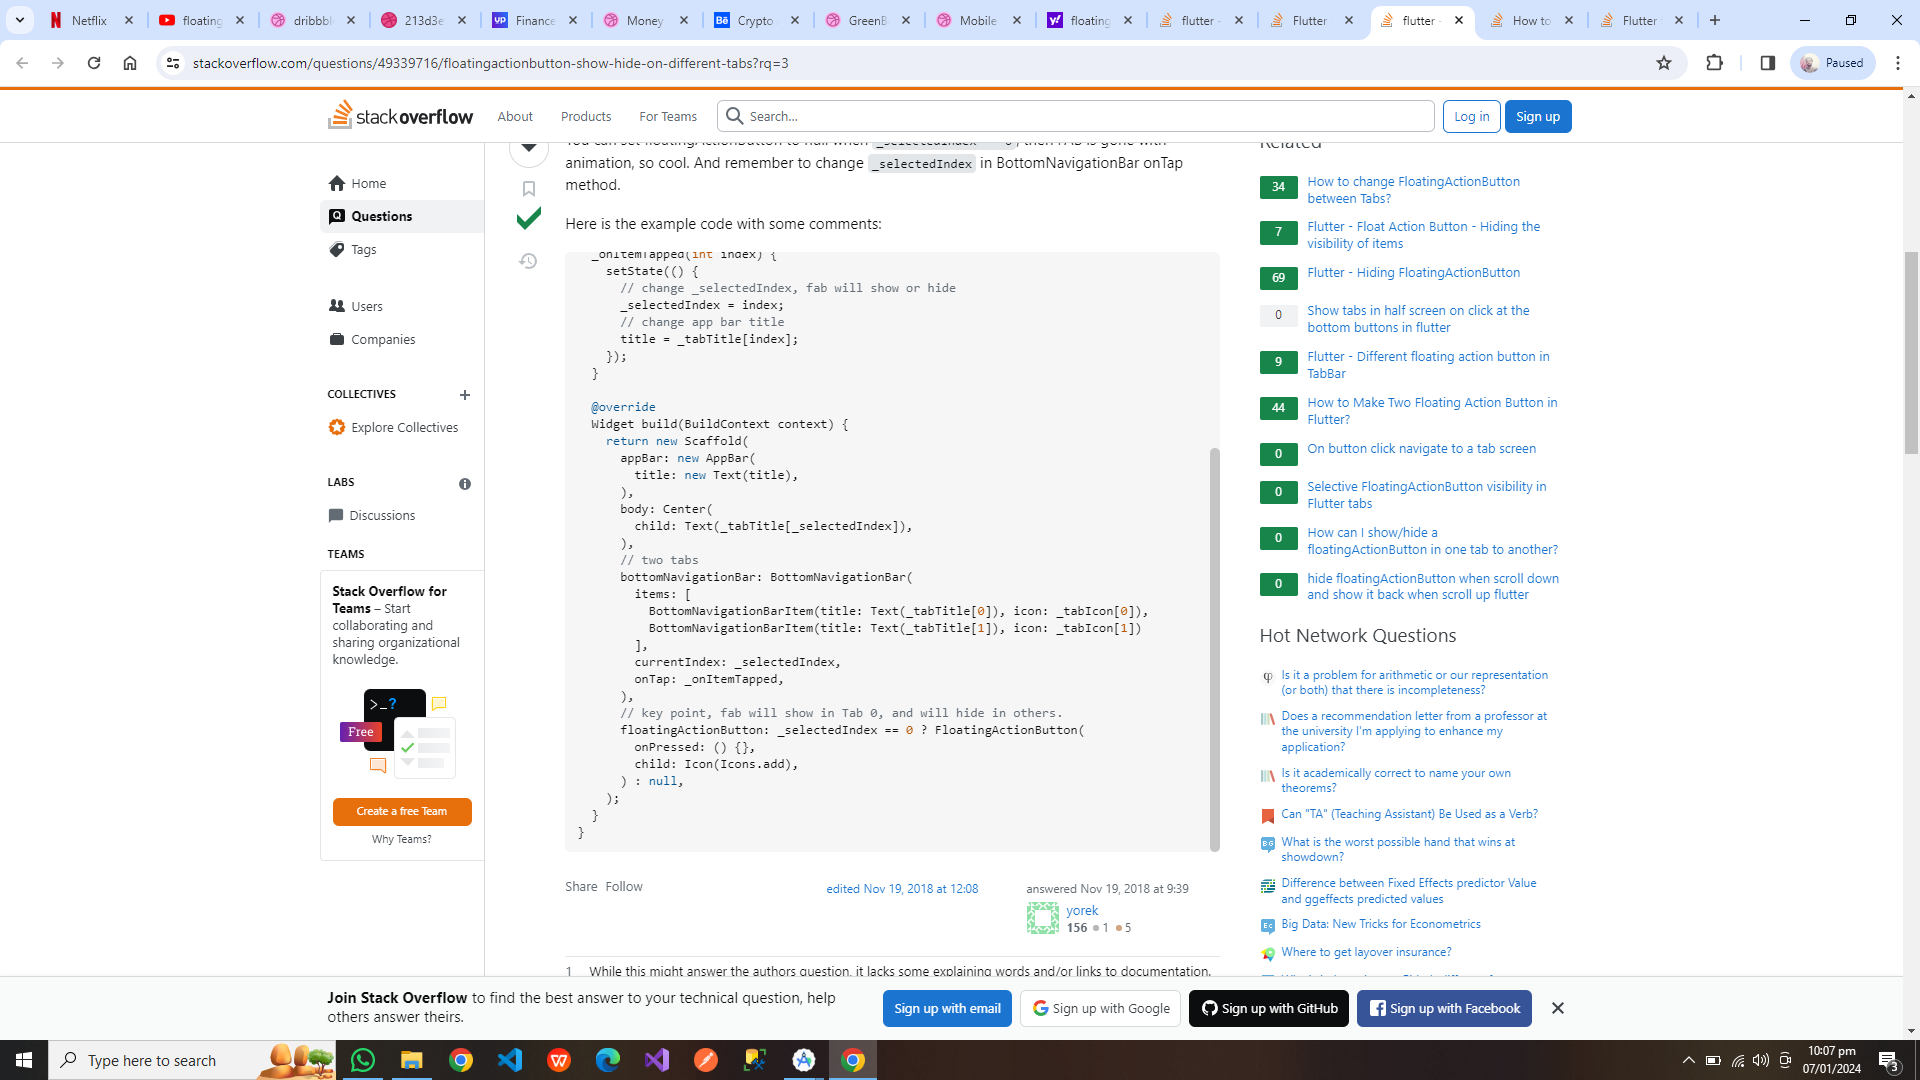 Netflix
floating
dribbble
213d3e
Finance
Money
Crypto
GreenB
Mobile
floating
flutter -
Flutter
flutter -
How to
Flutter
stackoverflow.com/questions/49339716/floatingactionbutton-show-hide-on-different-tabs?rq=3
Paused
stackoverflow
About
Products
For Teams
Search...
Log in
Sign up
Home
Questions
Tags
Users
Companies
COLLECTIVES
Explore Collectives
LABS
Discussions
TEAMS
Stack Overflow for
Teams – Start
collaborating and
sharing organizational
knowledge.
>_?
Free
Create a free Team
Why Teams?
animation, so cool. And remember to change _selectedIndex in BottomNavigationBar onTap
method.
Here is the example code with some comments:
_onItemTapped(int index) {
setState(() {
// change _selectedIndex, fab will show or hide
_selectedIndex = index;
// change app bar title
title = _tabTitle[index];
});
}
@override
Widget build(BuildContext context) {
return new Scaffold(
appBar: new AppBar(
title: new Text(title),
),
body: Center(
child: Text(_tabTitle[_selectedIndex]),
),
// two tabs
bottomNavigationBar: BottomNavigationBar(
items: [
BottomNavigationBarItem(title: Text(_tabTitle[0]), icon: _tabIcon[0]),
BottomNavigationBarItem(title: Text(_tabTitle[1]), icon: _tabIcon[1])
],
currentIndex: _selectedIndex,
onTap: _onItemTapped,
),
// key point, fab will show in Tab 0, and will hide in others.
floatingActionButton: _selectedIndex == 0 ? FloatingActionButton(
onPressed: () {},
child: Icon(Icons.add),
) : null,
);
}
}
Share Follow
edited Nov 19, 2018 at 12:08
answered Nov 19, 2018 at 9:39
yorek
156 1 5
1 While this might answer the authors question, it lacks some explaining words and/or links to documentation.
Related
34 How to change FloatingActionButton
between Tabs?
7 Flutter - Float Action Button - Hiding the
visibility of items
69 Flutter - Hiding FloatingActionButton
0 Show tabs in half screen on click at the
bottom buttons in flutter
9 Flutter - Different floating action button in
TabBar
44 How to Make Two Floating Action Button in
Flutter?
0 On button click navigate to a tab screen
0 Selective FloatingActionButton visibility in
Flutter tabs
0 How can I show/hide a
floatingActionButton in one tab to another?
0 hide floatingActionButton when scroll down
and show it back when scroll up flutter
Hot Network Questions
Is it a problem for arithmetic or our representation
(or both) that there is incompleteness?
Does a recommendation letter from a professor at
the university I'm applying to enhance my
application?
Is it academically correct to name your own
theorems?
Can "TA" (Teaching Assistant) Be Used as a Verb?
What is the worst possible hand that wins at
showdown?
Difference between Fixed Effects predictor Value
and ggeffects predicted values
Big Data: New Tricks for Econometrics
Where to get layover insurance?
Join Stack Overflow to find the best answer to your technical question, help
others answer theirs.
Sign up with email
Sign up with Google
Sign up with GitHub
Sign up with Facebook
Type here to search
10:07 pm
07/01/2024
3